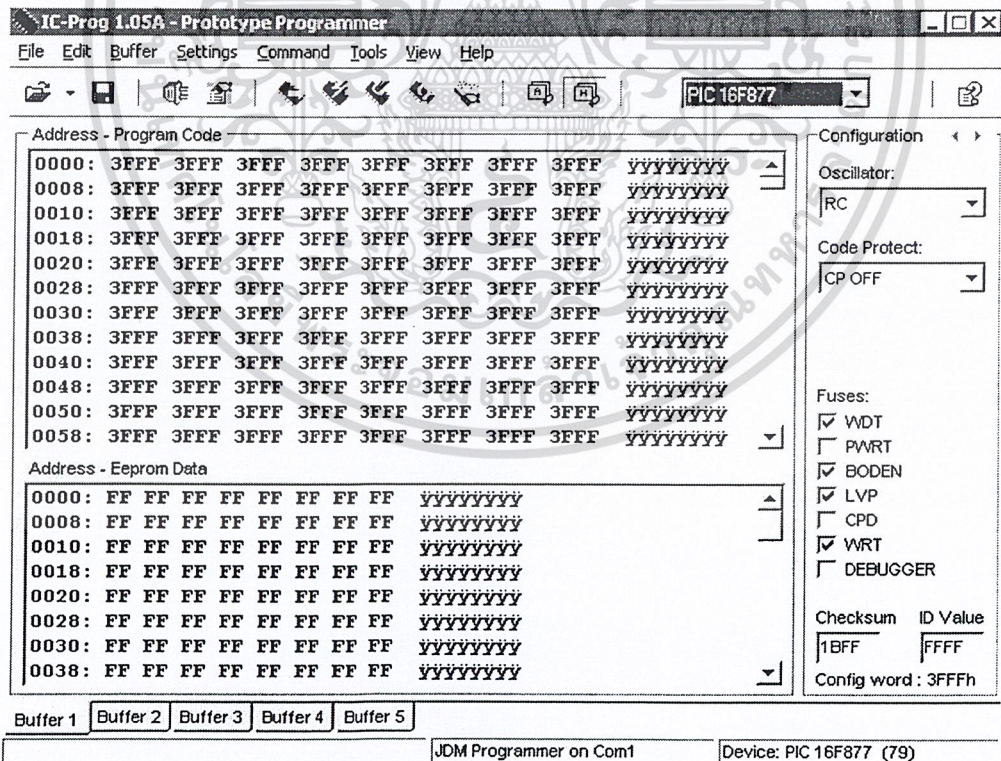 IC-Prog 1.05A - Prototype Programmer
File Edit Buffer Settings Command Tools View Help
PIC 16F877
Address - Program Code
0000: 3FFF 3FFF 3FFF 3FFF 3FFF 3FFF 3FFF 3FFF ÿÿÿÿÿÿÿÿ
0008: 3FFF 3FFF 3FFF 3FFF 3FFF 3FFF 3FFF 3FFF ÿÿÿÿÿÿÿÿ
0010: 3FFF 3FFF 3FFF 3FFF 3FFF 3FFF 3FFF 3FFF ÿÿÿÿÿÿÿÿ
0018: 3FFF 3FFF 3FFF 3FFF 3FFF 3FFF 3FFF 3FFF ÿÿÿÿÿÿÿÿ
0020: 3FFF 3FFF 3FFF 3FFF 3FFF 3FFF 3FFF 3FFF ÿÿÿÿÿÿÿÿ
0028: 3FFF 3FFF 3FFF 3FFF 3FFF 3FFF 3FFF 3FFF ÿÿÿÿÿÿÿÿ
0030: 3FFF 3FFF 3FFF 3FFF 3FFF 3FFF 3FFF 3FFF ÿÿÿÿÿÿÿÿ
0038: 3FFF 3FFF 3FFF 3FFF 3FFF 3FFF 3FFF 3FFF ÿÿÿÿÿÿÿÿ
0040: 3FFF 3FFF 3FFF 3FFF 3FFF 3FFF 3FFF 3FFF ÿÿÿÿÿÿÿÿ
0048: 3FFF 3FFF 3FFF 3FFF 3FFF 3FFF 3FFF 3FFF ÿÿÿÿÿÿÿÿ
0050: 3FFF 3FFF 3FFF 3FFF 3FFF 3FFF 3FFF 3FFF ÿÿÿÿÿÿÿÿ
0058: 3FFF 3FFF 3FFF 3FFF 3FFF 3FFF 3FFF 3FFF ÿÿÿÿÿÿÿÿ
Address - Eeprom Data
0000: FF FF FF FF FF FF FF FF ÿÿÿÿÿÿÿÿ
0008: FF FF FF FF FF FF FF FF ÿÿÿÿÿÿÿÿ
0010: FF FF FF FF FF FF FF FF ÿÿÿÿÿÿÿÿ
0018: FF FF FF FF FF FF FF FF ÿÿÿÿÿÿÿÿ
0020: FF FF FF FF FF FF FF FF ÿÿÿÿÿÿÿÿ
0028: FF FF FF FF FF FF FF FF ÿÿÿÿÿÿÿÿ
0030: FF FF FF FF FF FF FF FF ÿÿÿÿÿÿÿÿ
0038: FF FF FF FF FF FF FF FF ÿÿÿÿÿÿÿÿ
Configuration
Oscillator:
RC
Code Protect:
CP OFF
Fuses:
WDT
PWRT
BODEN
LVP
CPD
WRT
DEBUGGER
Checksum ID Value
1BFF FFFF
Config word : 3FFFh
Buffer 1 Buffer 2 Buffer 3 Buffer 4 Buffer 5
JDM Programmer on Com1 Device: PIC 16F877 (79)